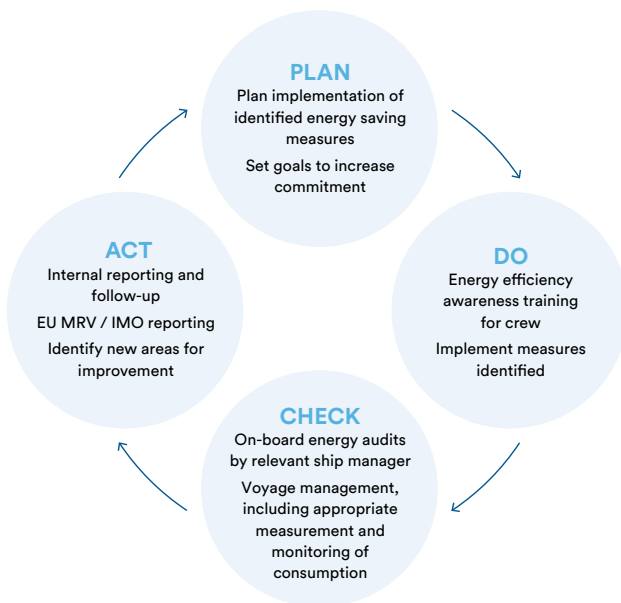 PLAN
Plan implementation of
identified energy saving
measures
Set goals to increase
commitment
DO
Energy efficiency
awareness training
for crew
Implement measures
identified
CHECK
On-board energy audits
by relevant ship manager
Voyage management,
including appropriate
measurement and
monitoring of
consumption
ACT
Internal reporting and
follow-up
EU MRV / IMO reporting
Identify new areas for
improvement